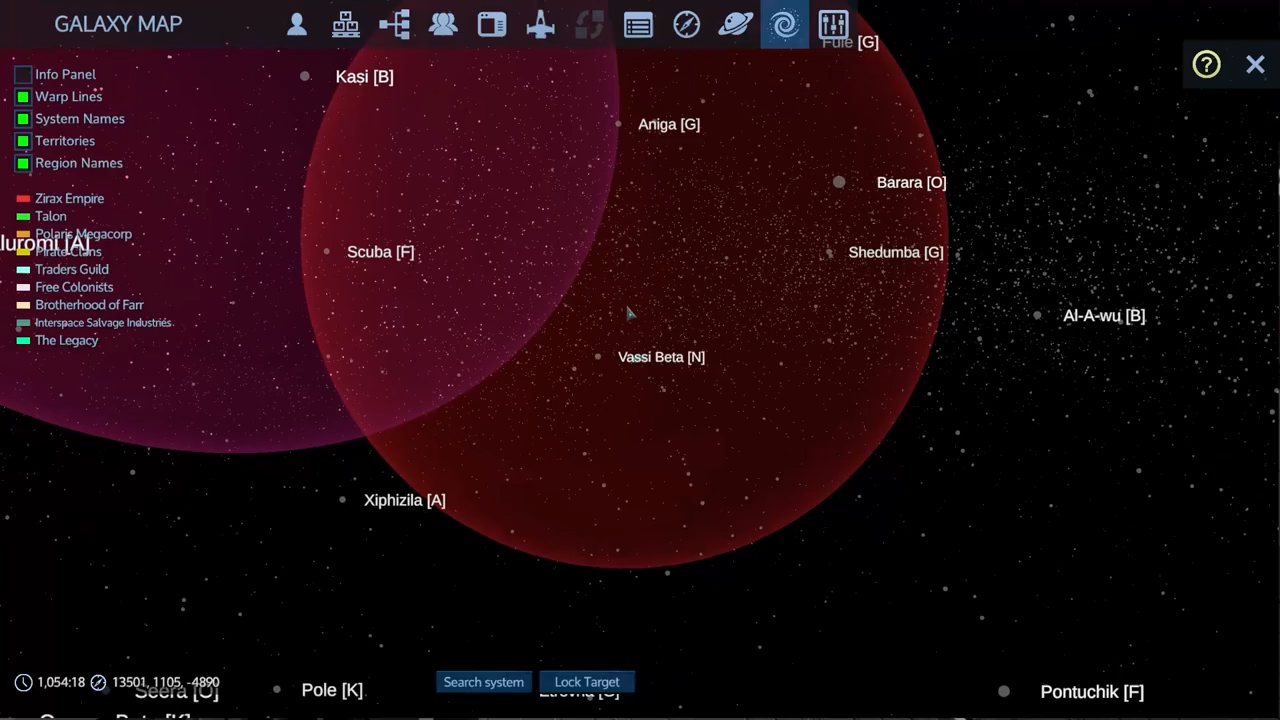 GALAXY MAP
Fule [G]
Info Panel
Warp Lines
System Names
Territories
Region Names
Zirax Empire
Talon
Polaris Megacorp
Pirate Clans
Traders Guild
Free Colonists
Brotherhood of Farr
Interspace Salvage Industries
The Legacy
luromi [A]
Kasi [B]
Aniga [G]
Barara [O]
Scuba [F]
Shedumba [G]
Al-A-wu [B]
Vassi Beta [N]
Xiphizila [A]
1,054:18 13501, 1105, -4890
Seera [O]
Pole [K]
Search system
Lock Target
Pontuchik [F]